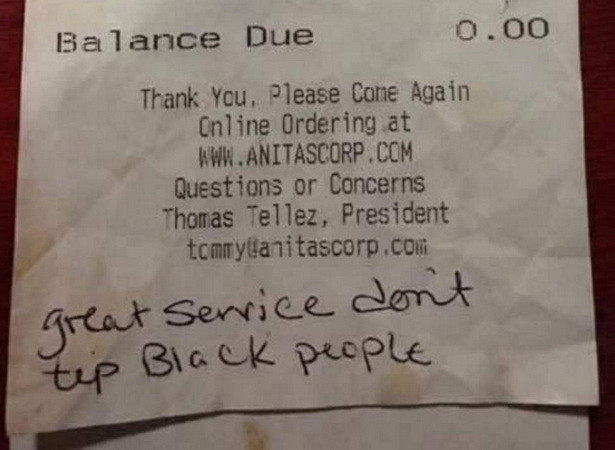 Balance Due 0.00
Thank You, Please Come Again
Online Ordering at
WWW.ANITASCORP.COM
Questions or Concerns
Thomas Tellez, President
tommy@anitascorp.com
great service don't
tip Black people